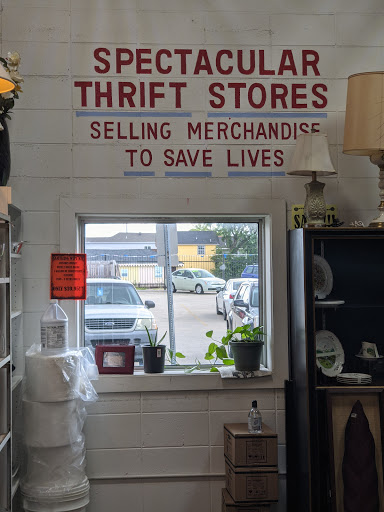 SPECTACULAR
THRIFT STORES
SELLING MERCHANDISE
TO SAVE LIVES